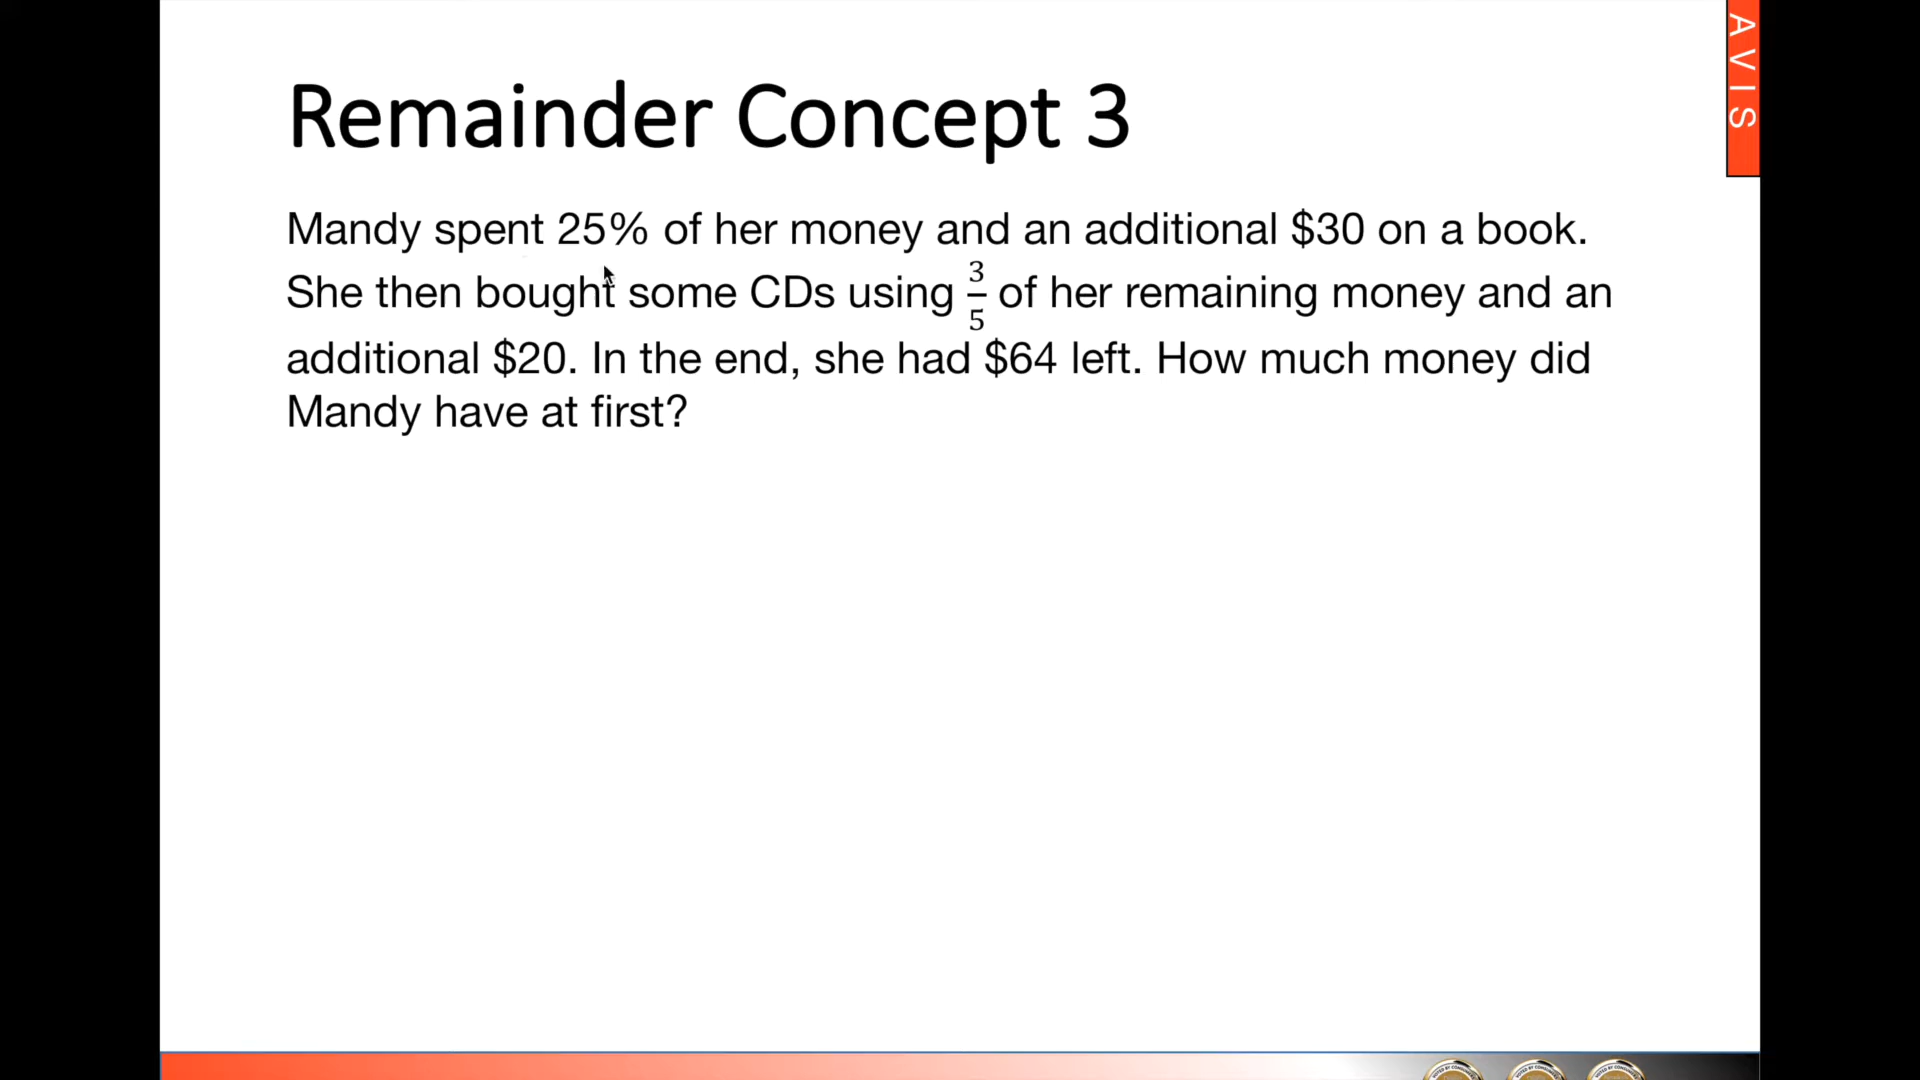 Remainder Concept 3
AVIS
Mandy spent 25% of her money and an additional $30 on a book.
She then bought some CDs using 3/5 of her remaining money and an
additional $20. In the end, she had $64 left. How much money did
Mandy have at first?